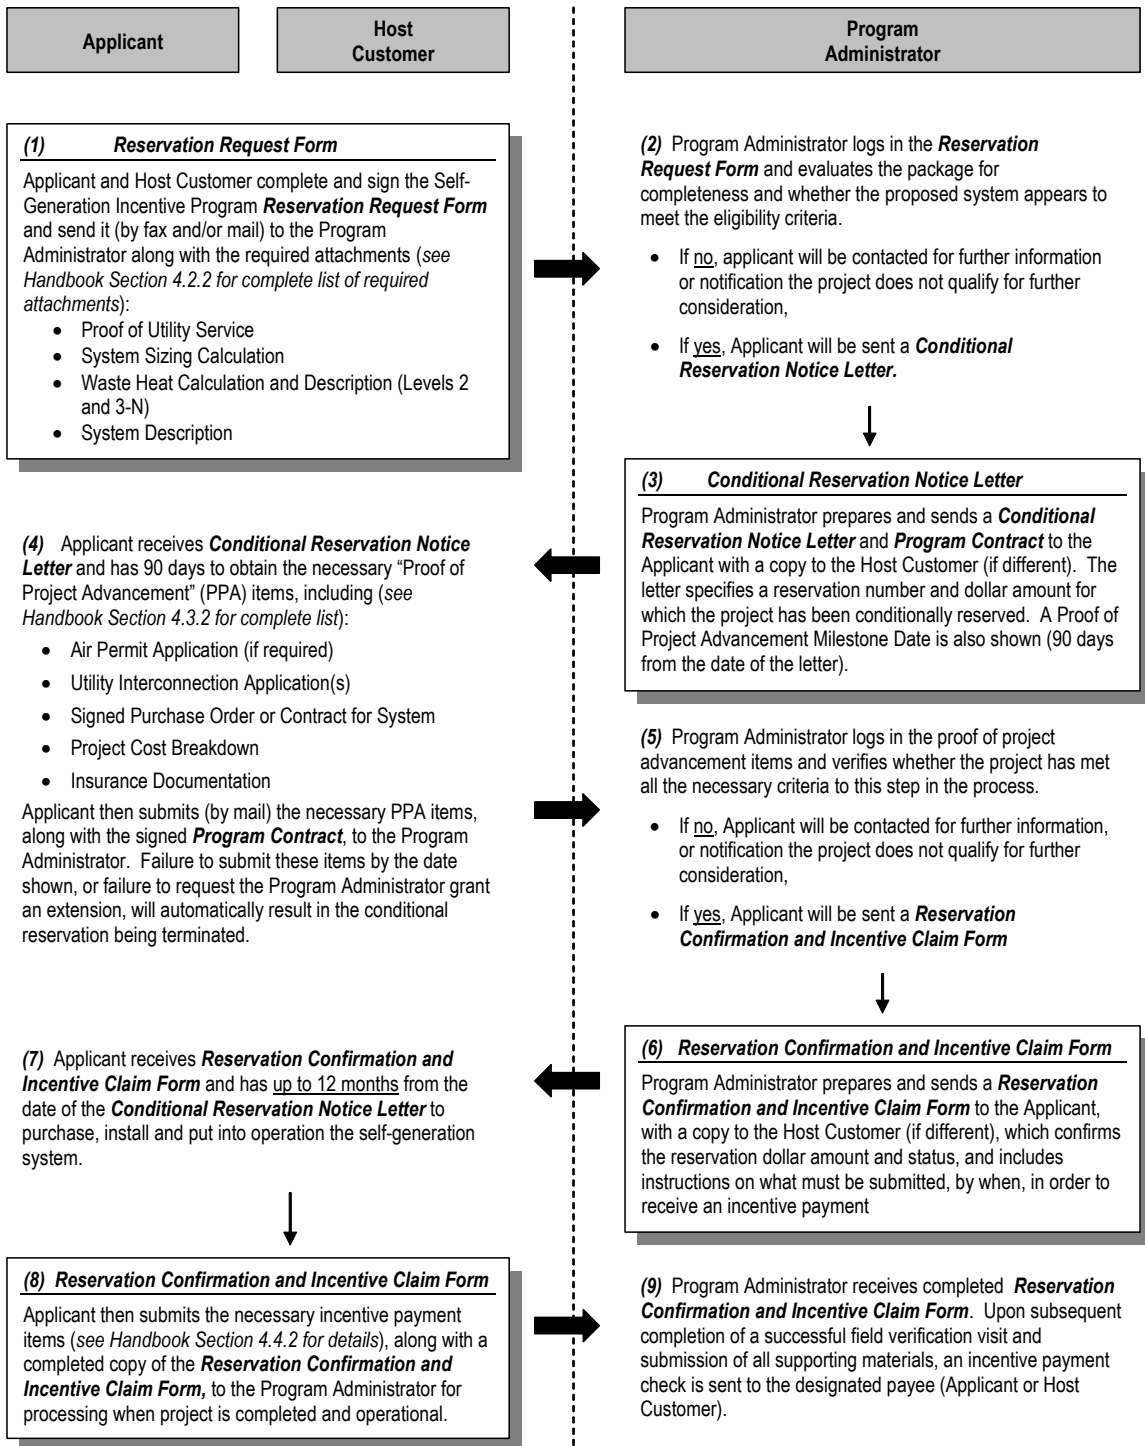 Applicant
Host
Customer
Program
Administrator
(1) Reservation Request Form
Applicant and Host Customer complete and sign the Self-
Generation Incentive Program Reservation Request Form
and send it (by fax and/or mail) to the Program
Administrator along with the required attachments (see
Handbook Section 4.2.2 for complete list of required
attachments):
• Proof of Utility Service
• System Sizing Calculation
• Waste Heat Calculation and Description (Levels 2
and 3-N)
• System Description
(2) Program Administrator logs in the Reservation
Request Form and evaluates the package for
completeness and whether the proposed system appears to
meet the eligibility criteria.
• If no, applicant will be contacted for further information
or notification the project does not qualify for further
consideration,
• If yes, Applicant will be sent a Conditional
Reservation Notice Letter.
(3) Conditional Reservation Notice Letter
Program Administrator prepares and sends a Conditional
Reservation Notice Letter and Program Contract to the
Applicant with a copy to the Host Customer (if different). The
letter specifies a reservation number and dollar amount for
which the project has been conditionally reserved. A Proof of
Project Advancement Milestone Date is also shown (90 days
from the date of the letter).
(4) Applicant receives Conditional Reservation Notice
Letter and has 90 days to obtain the necessary “Proof of
Project Advancement” (PPA) items, including (see
Handbook Section 4.3.2 for complete list):
• Air Permit Application (if required)
• Utility Interconnection Application(s)
• Signed Purchase Order or Contract for System
• Project Cost Breakdown
• Insurance Documentation
Applicant then submits (by mail) the necessary PPA items,
along with the signed Program Contract, to the Program
Administrator. Failure to submit these items by the date
shown, or failure to request the Program Administrator grant
an extension, will automatically result in the conditional
reservation being terminated.
(5) Program Administrator logs in the proof of project
advancement items and verifies whether the project has met
all the necessary criteria to this step in the process.
• If no, Applicant will be contacted for further information,
or notification the project does not qualify for further
consideration,
• If yes, Applicant will be sent a Reservation
Confirmation and Incentive Claim Form
(6) Reservation Confirmation and Incentive Claim Form
Program Administrator prepares and sends a Reservation
Confirmation and Incentive Claim Form to the Applicant,
with a copy to the Host Customer (if different), which confirms
the reservation dollar amount and status, and includes
instructions on what must be submitted, by when, in order to
receive an incentive payment
(7) Applicant receives Reservation Confirmation and
Incentive Claim Form and has up to 12 months from the
date of the Conditional Reservation Notice Letter to
purchase, install and put into operation the self-generation
system.
(8) Reservation Confirmation and Incentive Claim Form
Applicant then submits the necessary incentive payment
items (see Handbook Section 4.4.2 for details), along with a
completed copy of the Reservation Confirmation and
Incentive Claim Form, to the Program Administrator for
processing when project is completed and operational.
(9) Program Administrator receives completed Reservation
Confirmation and Incentive Claim Form. Upon subsequent
completion of a successful field verification visit and
submission of all supporting materials, an incentive payment
check is sent to the designated payee (Applicant or Host
Customer).